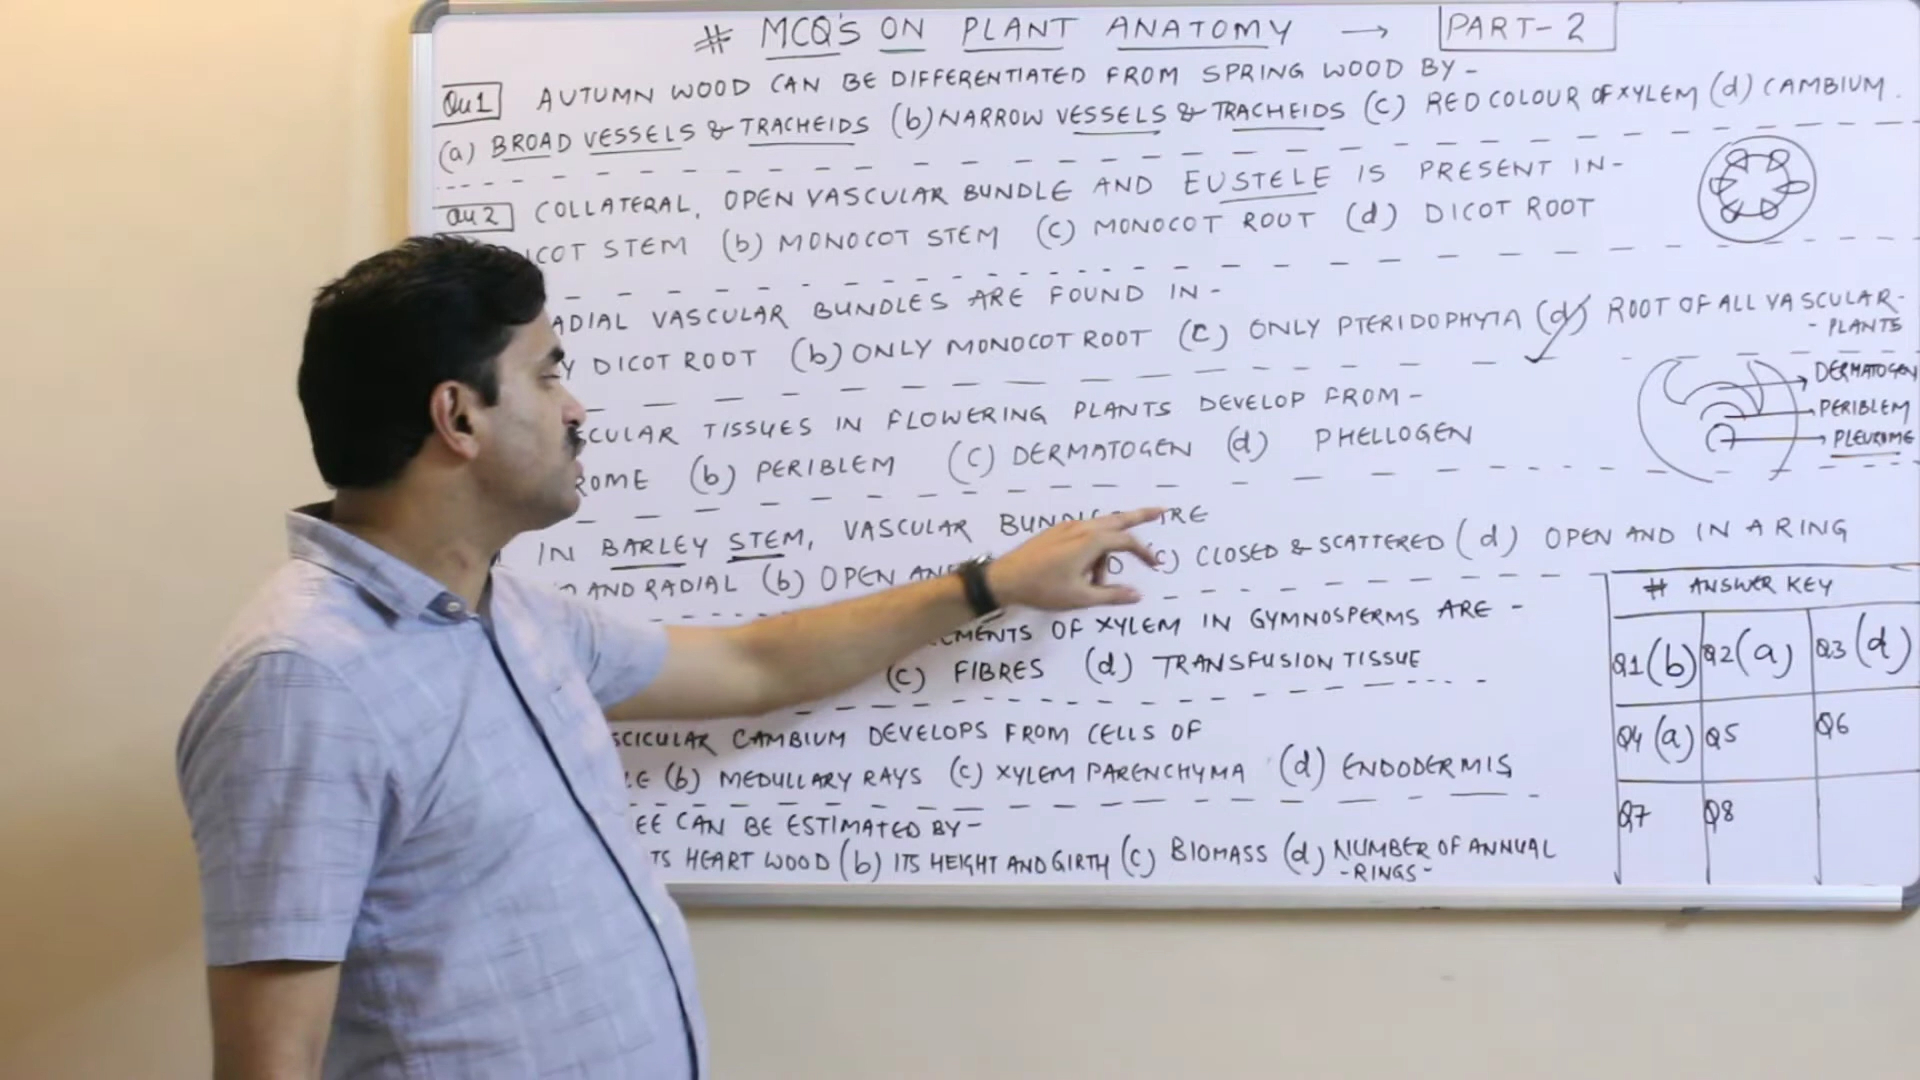 # MCQ'S ON PLANT ANATOMY → PART-2
Qu1 AUTUMN WOOD CAN BE DIFFERENTIATED FROM SPRING WOOD BY -
(a) BROAD VESSELS & TRACHEIDS (b) NARROW VESSELS & TRACHEIDS (c) RED COLOUR OF XYLEM (d) CAMBIUM.
Qu2 COLLATERAL, OPEN VASCULAR BUNDLE AND EUSTELE IS PRESENT IN-
ICOT STEM (b) MONOCOT STEM (c) MONOCOT ROOT (d) DICOT ROOT
ADIAL VASCULAR BUNDLES ARE FOUND IN -
Y DICOT ROOT (b) ONLY MONOCOT ROOT (c) ONLY PTERIDOPHYTA (d) ROOT OF ALL VASCULAR-
- PLANTS
SCULAR TISSUES IN FLOWERING PLANTS DEVELOP FROM -
ROME (b) PERIBLEM (c) DERMATOGEN (d) PHELLOGEN
DERMATOGEN
PERIBLEM
PLEUROME
IN BARLEY STEM, VASCULAR ARE
AND RADIAL (b) OPEN (c) CLOSED & SCATTERED (d) OPEN AND IN A RING
EMENTS OF XYLEM IN GYMNOSPERMS ARE -
(c) FIBRES (d) TRANSFUSION TISSUE
SCICULAR CAMBIUM DEVELOPS FROM CELLS OF
LE (b) MEDULLARY RAYS (c) XYLEM PARENCHYMA (d) ENDODERMIS
EE CAN BE ESTIMATED BY-
TS HEART WOOD (b) ITS HEIGHT AND GIRTH (c) BIOMASS (d) NUMBER OF ANNUAL
-RINGS-
# ANSWER KEY
Q1 (b) Q2 (a) Q3 (d)
Q4 (a) Q5 Q6
Q7 Q8